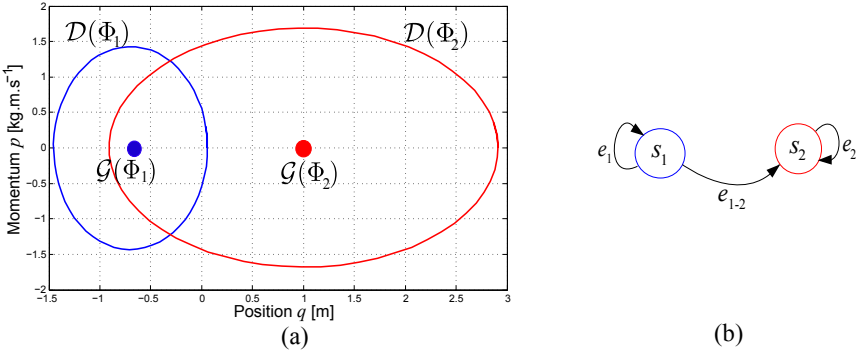 2
1.5
1
0.5
0
−0.5
−1
−1.5
−2
Momentum p [kg.m.s⁻¹]
𝒟(Φ₁)
𝒟(Φ₂)
𝒢(Φ₁)
𝒢(Φ₂)
−1.5 −1 −0.5 0 0.5 1 1.5 2 2.5 3
Position q [m]
(a)
e₁
s₁
s₂
e₂
e₁₋₂
(b)